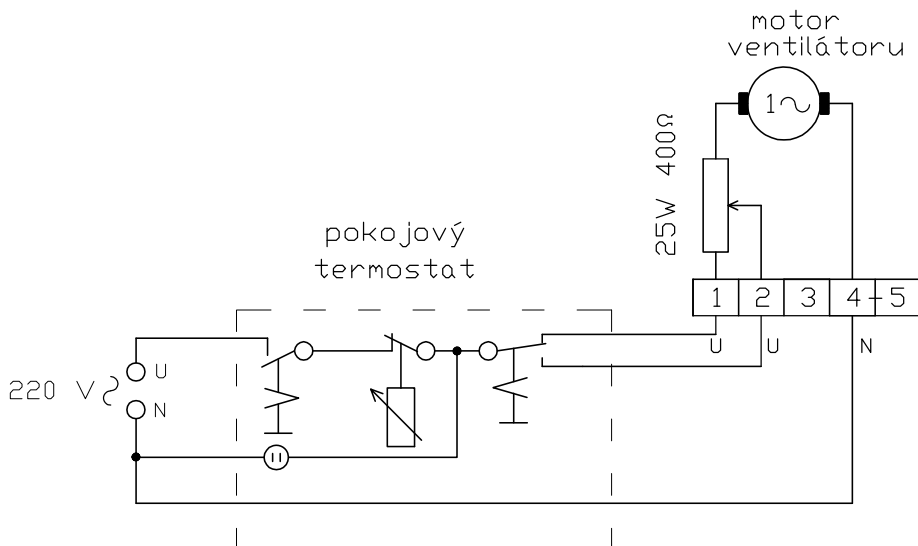 motor
ventilátoru
1
25W 400Ω
pokojový
termostat
1 2 3 4 5
U U N
220 V U
N